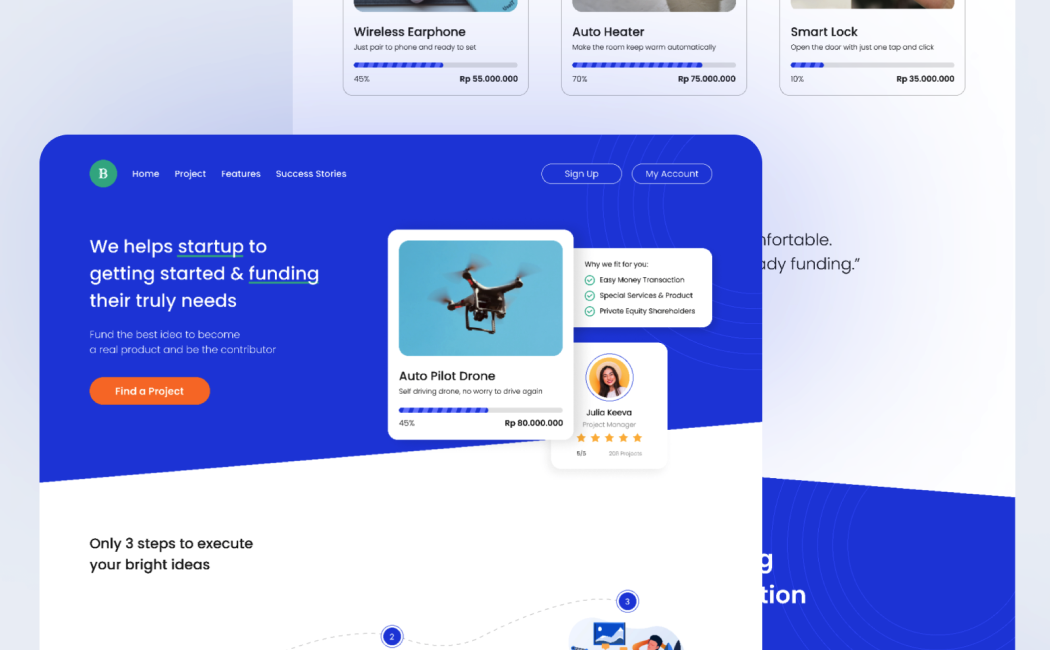 Wireless Earphone
Just pair to phone and ready to set
45%
Rp 55.000.000
Auto Heater
Make the room keep warm automatically
70%
Rp 75.000.000
Smart Lock
Open the door with just one tap and click
10%
Rp 35.000.000
B
Home
Project
Features
Success Stories
Sign Up
My Account
We helps startup to
getting started & funding
their truly needs
Fund the best idea to become
a real product and be the contributor
Find a Project
Auto Pilot Drone
Self driving drone, no worry to drive again
45%
Rp 80.000.000
Why we fit for you:
Easy Money Transaction
Special Services & Product
Private Equity Shareholders
Julia Keeva
Project Manager
5/5
Projects
funding.”
Only 3 steps to execute
your bright ideas
2
3